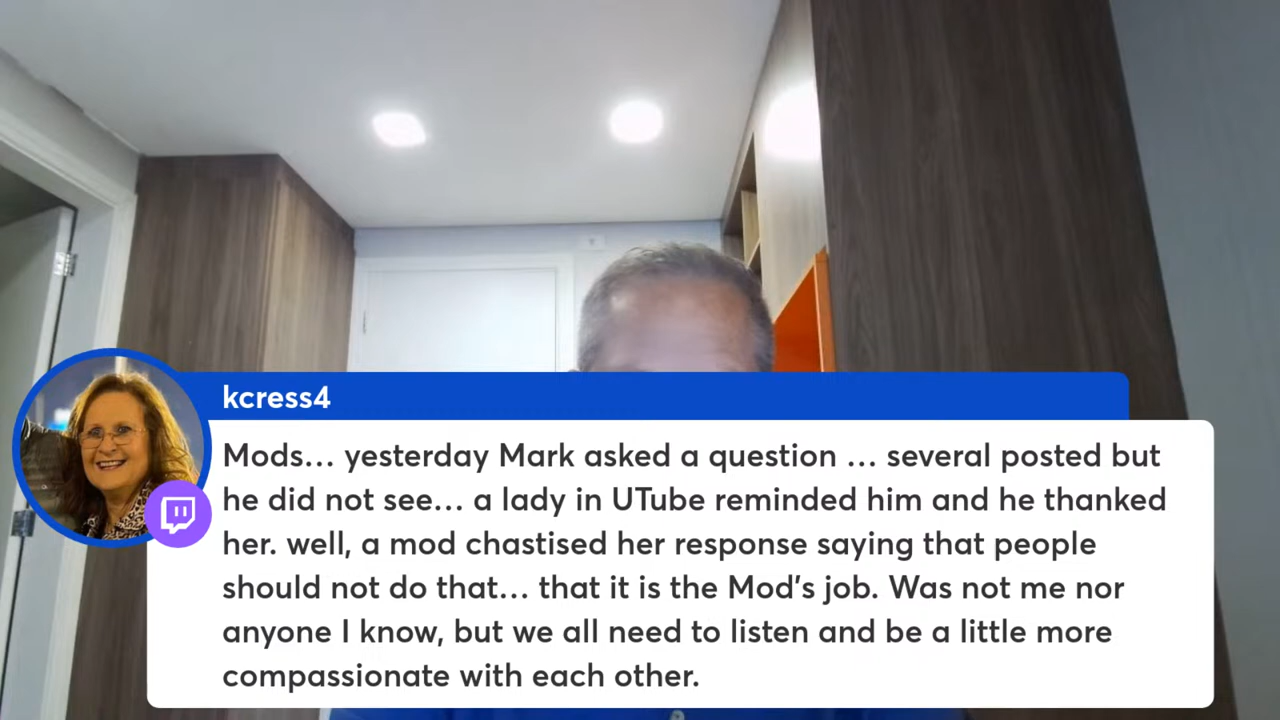 kcress4
Mods... yesterday Mark asked a question ... several posted but
he did not see... a lady in UTube reminded him and he thanked
her. well, a mod chastised her response saying that people
should not do that... that it is the Mod's job. Was not me nor
anyone I know, but we all need to listen and be a little more
compassionate with each other.